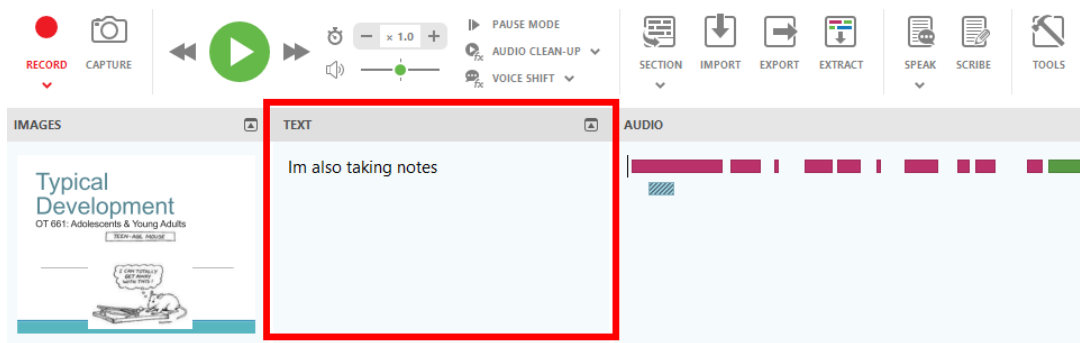 RECORD
CAPTURE
x 1.0
PAUSE MODE
AUDIO CLEAN-UP
VOICE SHIFT
SECTION
IMPORT
EXPORT
EXTRACT
SPEAK
SCRIBE
TOOLS
IMAGES
TEXT
AUDIO
Im also taking notes
Typical
Development
OT 661: Adolescents & Young Adults
TEEN-AGE MOUSE
I CAN TOTALLY
GET AWAY
WITH THIS!